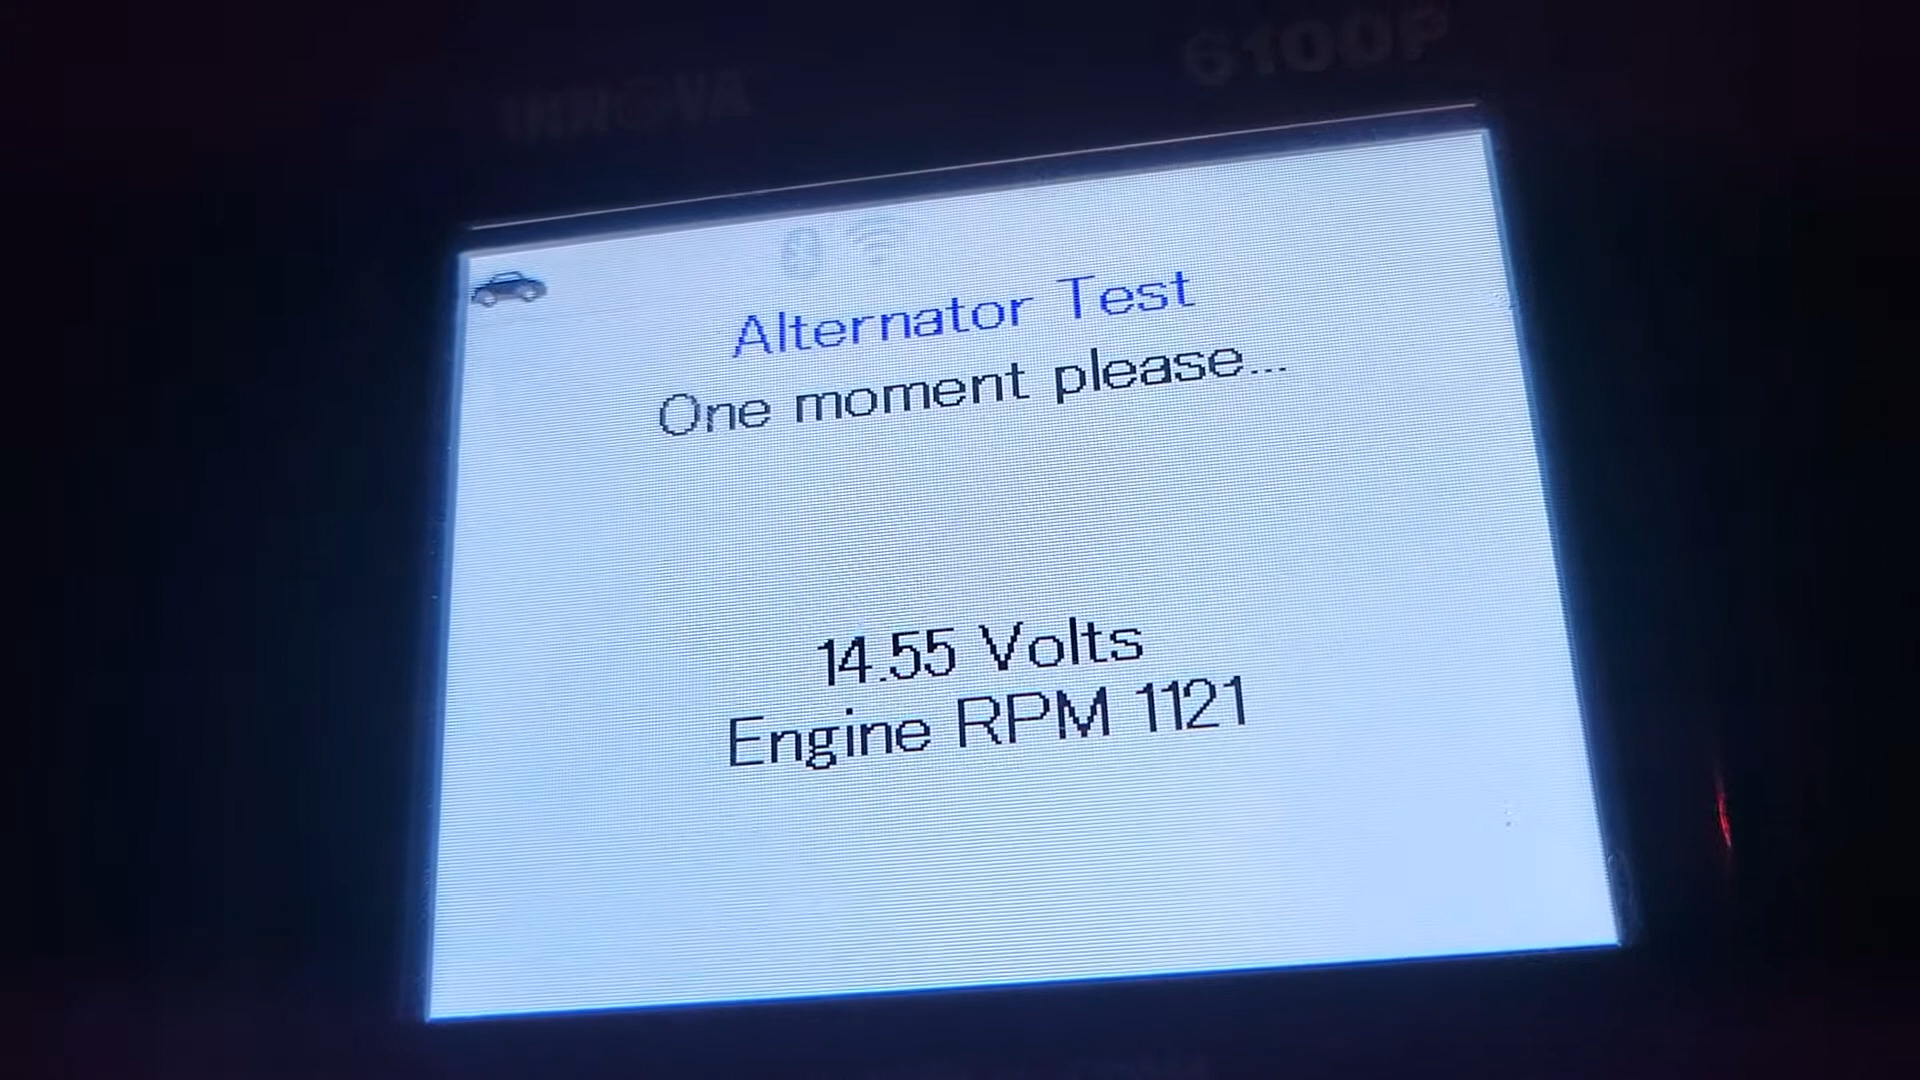 INNOVA 6100P
Alternator Test
One moment please...
14.55 Volts
Engine RPM 1121